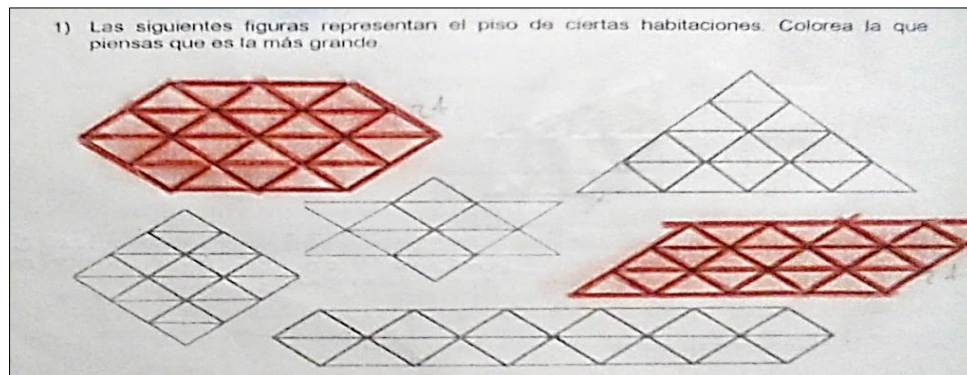 1) Las siguientes figuras representan el piso de ciertas habitaciones. Colorea la que
piensas que es la más grande.
24